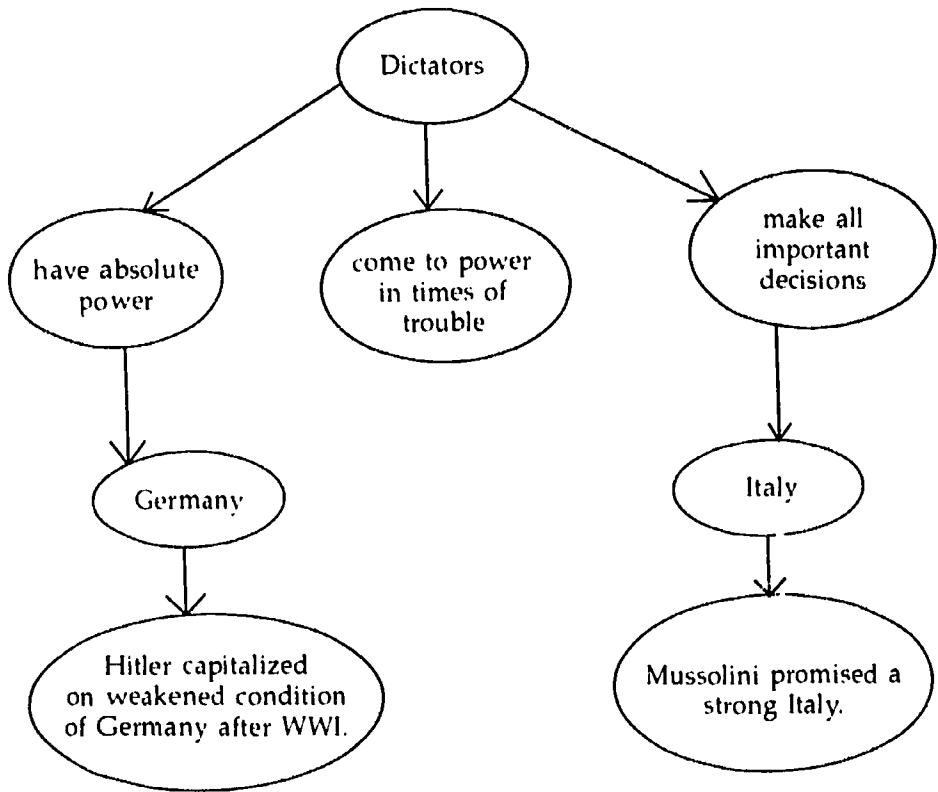 Dictators
have absolute
power
come to power
in times of
trouble
make all
important
decisions
Germany
Italy
Hitler capitalized
on weakened condition
of Germany after WWI.
Mussolini promised a
strong Italy.